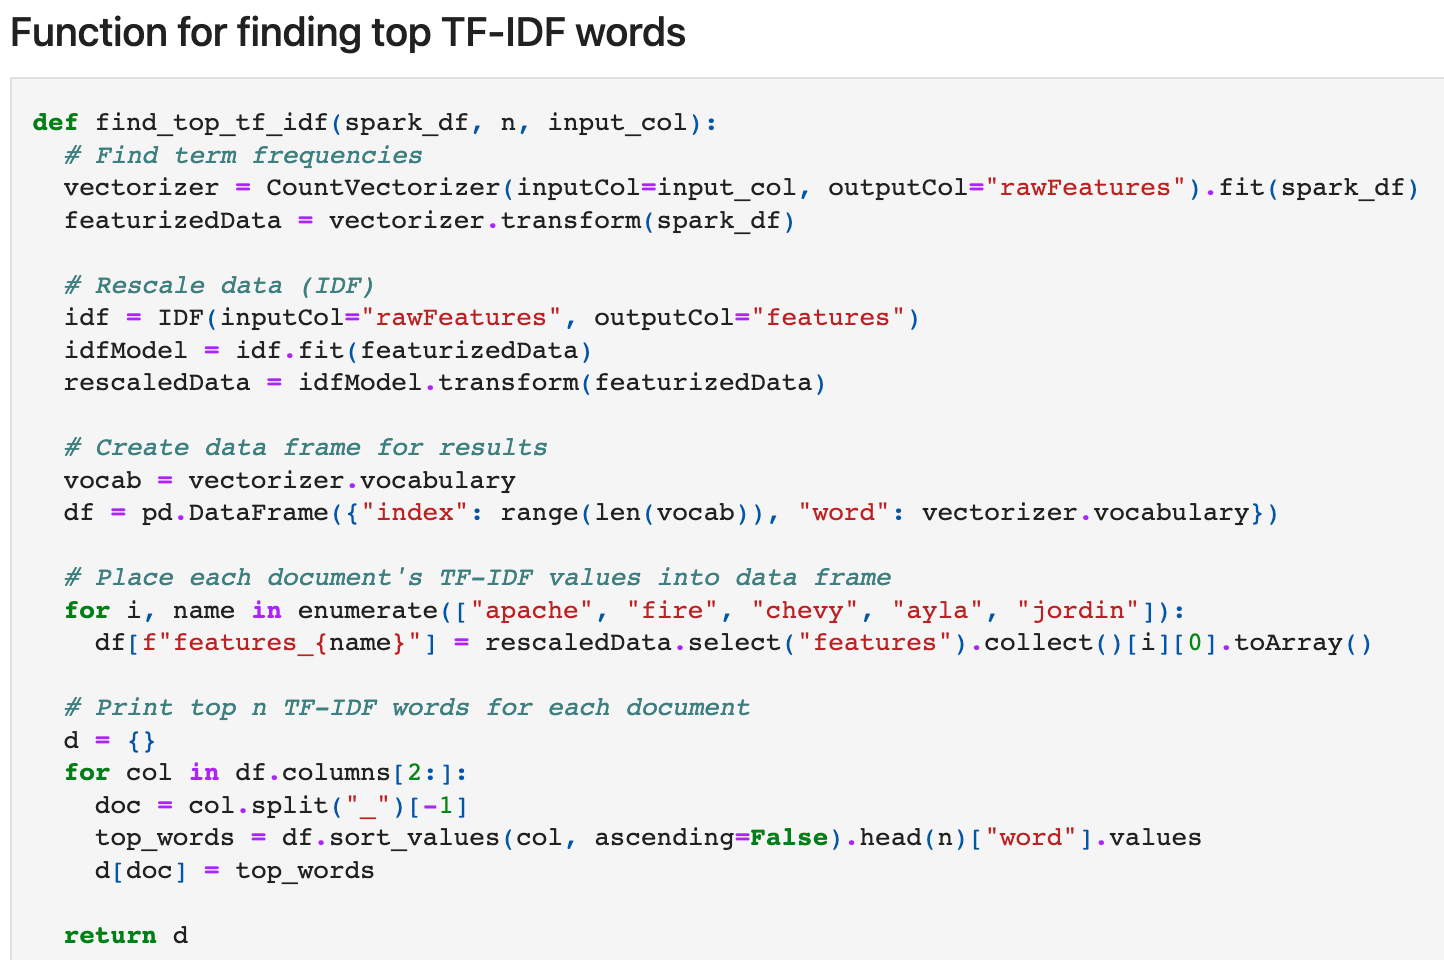 Function for finding top TF-IDF words
def find_top_tf_idf(spark_df, n, input_col):
  # Find term frequencies
  vectorizer = CountVectorizer(inputCol=input_col, outputCol="rawFeatures").fit(spark_df)
  featurizedData = vectorizer.transform(spark_df)

  # Rescale data (IDF)
  idf = IDF(inputCol="rawFeatures", outputCol="features")
  idfModel = idf.fit(featurizedData)
  rescaledData = idfModel.transform(featurizedData)

  # Create data frame for results
  vocab = vectorizer.vocabulary
  df = pd.DataFrame({"index": range(len(vocab)), "word": vectorizer.vocabulary})

  # Place each document's TF-IDF values into data frame
  for i, name in enumerate(["apache", "fire", "chevy", "ayla", "jordin"]):
    df[f"features_{name}"] = rescaledData.select("features").collect()[i][0].toArray()

  # Print top n TF-IDF words for each document
  d = {}
  for col in df.columns[2:]:
    doc = col.split("_")[-1]
    top_words = df.sort_values(col, ascending=False).head(n)["word"].values
    d[doc] = top_words

  return d